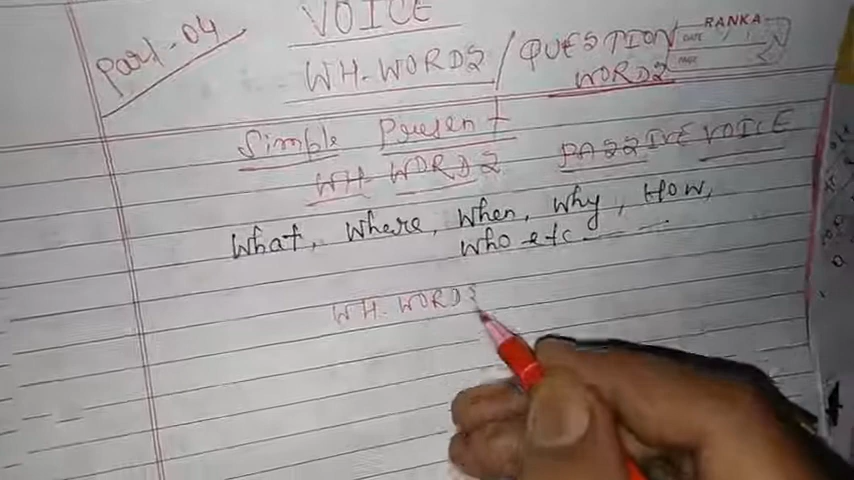 Part-04
VOICE
WH-WORDS/QUESTION
WORDS
RANKA
DATE
PAGE
Simple Present
WH-WORDS PASSIVE VOICE
What, Where, When, Why, How,
Who etc
WH-WORDS